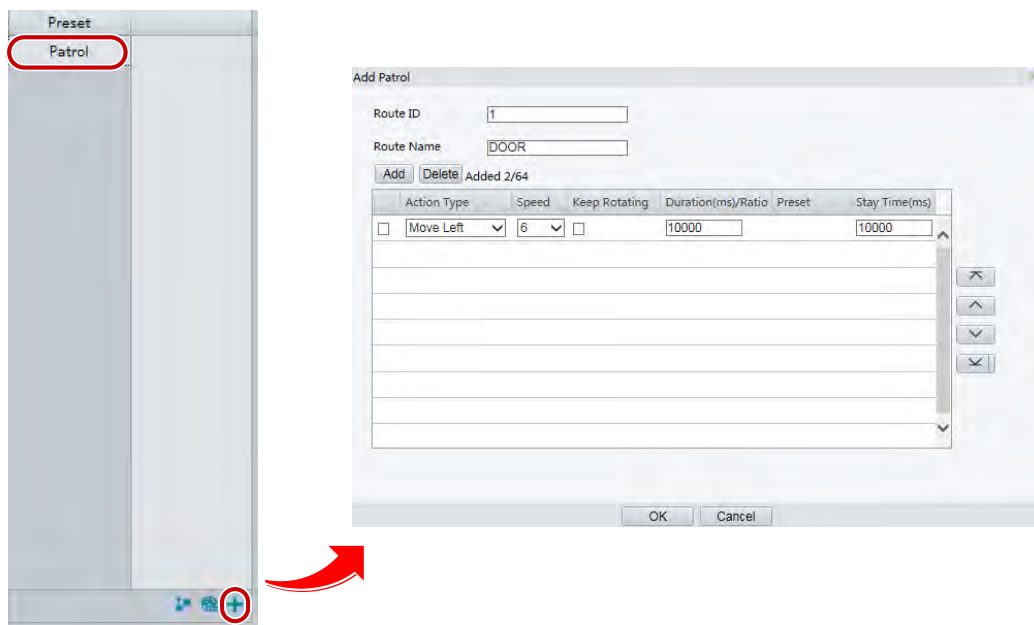 Preset
Patrol
Add Patrol
Route ID 1
Route Name DOOR
Add Delete Added 2/64
Action Type Speed Keep Rotating Duration(ms)/Ratio Preset Stay Time(ms)
Move Left 6 10000 10000
OK Cancel